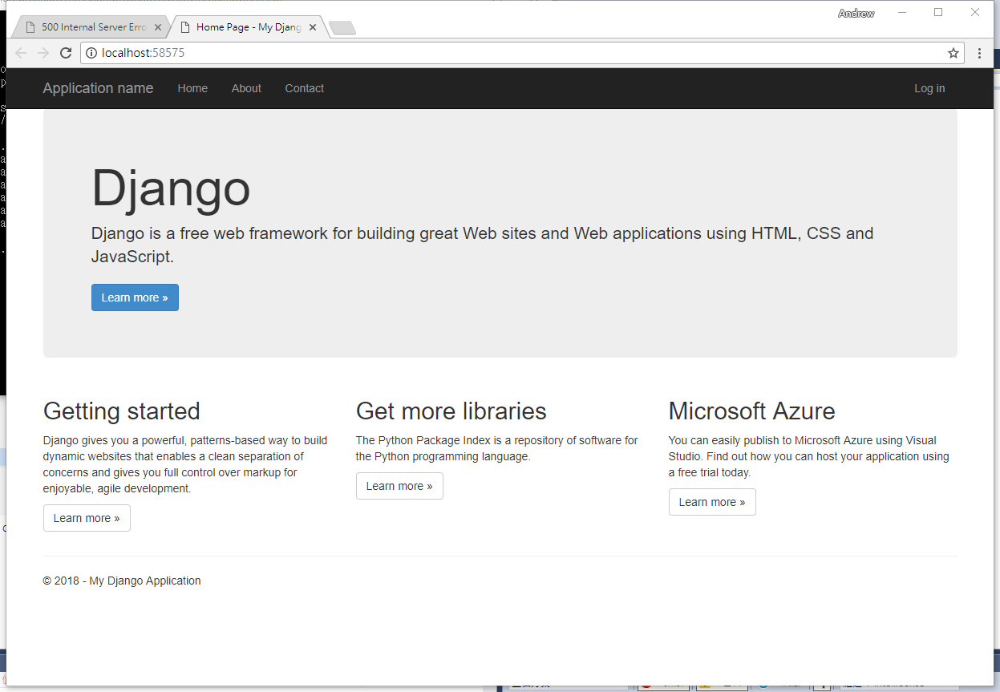 Andrew
500 Internal Server Erro
Home Page - My Djang
localhost:58575
Application name Home About Contact Log in
Django
Django is a free web framework for building great Web sites and Web applications using HTML, CSS and
JavaScript.
Learn more »
Getting started
Django gives you a powerful, patterns-based way to build
dynamic websites that enables a clean separation of
concerns and gives you full control over markup for
enjoyable, agile development.
Learn more »
Get more libraries
The Python Package Index is a repository of software for
the Python programming language.
Learn more »
Microsoft Azure
You can easily publish to Microsoft Azure using Visual
Studio. Find out how you can host your application using
a free trial today.
Learn more »
© 2018 - My Django Application